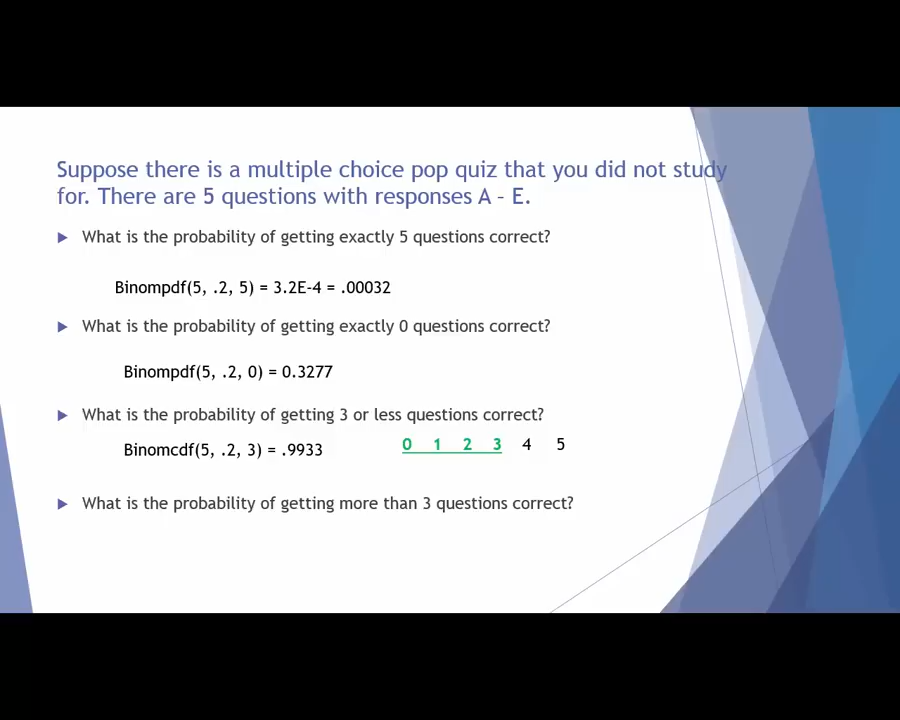 Suppose there is a multiple choice pop quiz that you did not study
for. There are 5 questions with responses A – E.
What is the probability of getting exactly 5 questions correct?
Binompdf(5, .2, 5) = 3.2E-4 = .00032
What is the probability of getting exactly 0 questions correct?
Binompdf(5, .2, 0) = 0.3277
What is the probability of getting 3 or less questions correct?
Binomcdf(5, .2, 3) = .9933 0 1 2 3 4 5
What is the probability of getting more than 3 questions correct?